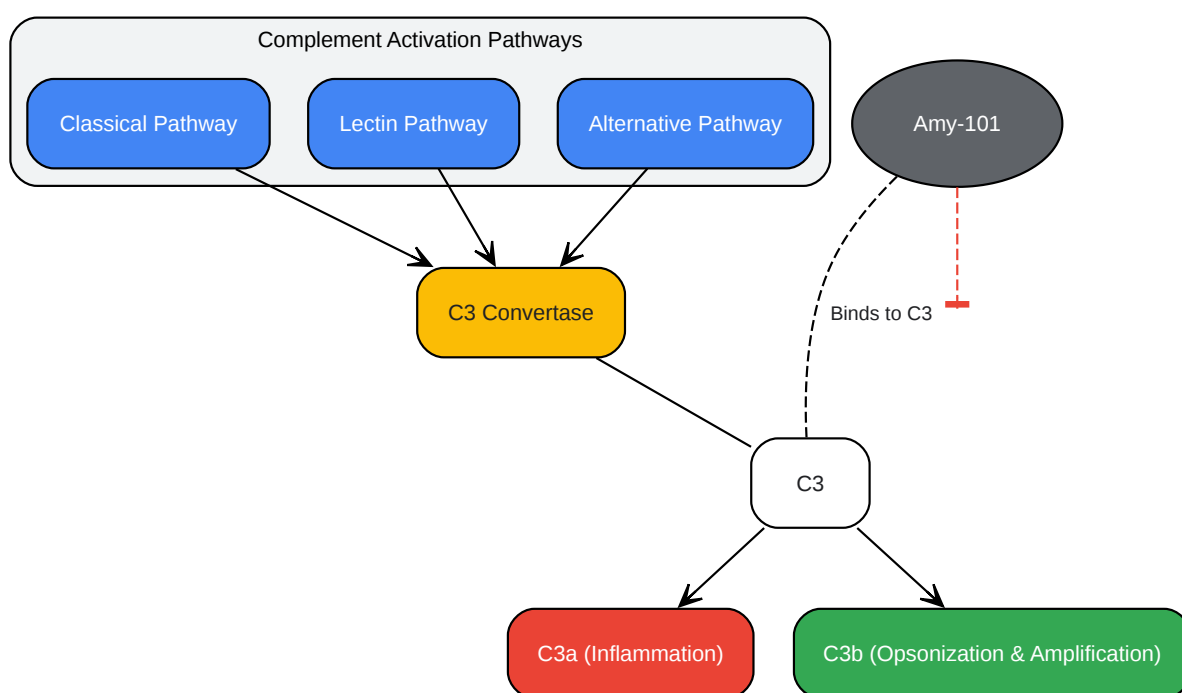 Complement Activation Pathways
Classical Pathway
Lectin Pathway
Alternative Pathway
Amy-101
C3 Convertase
Binds to C3
C3
C3a (Inflammation)
C3b (Opsonization & Amplification)